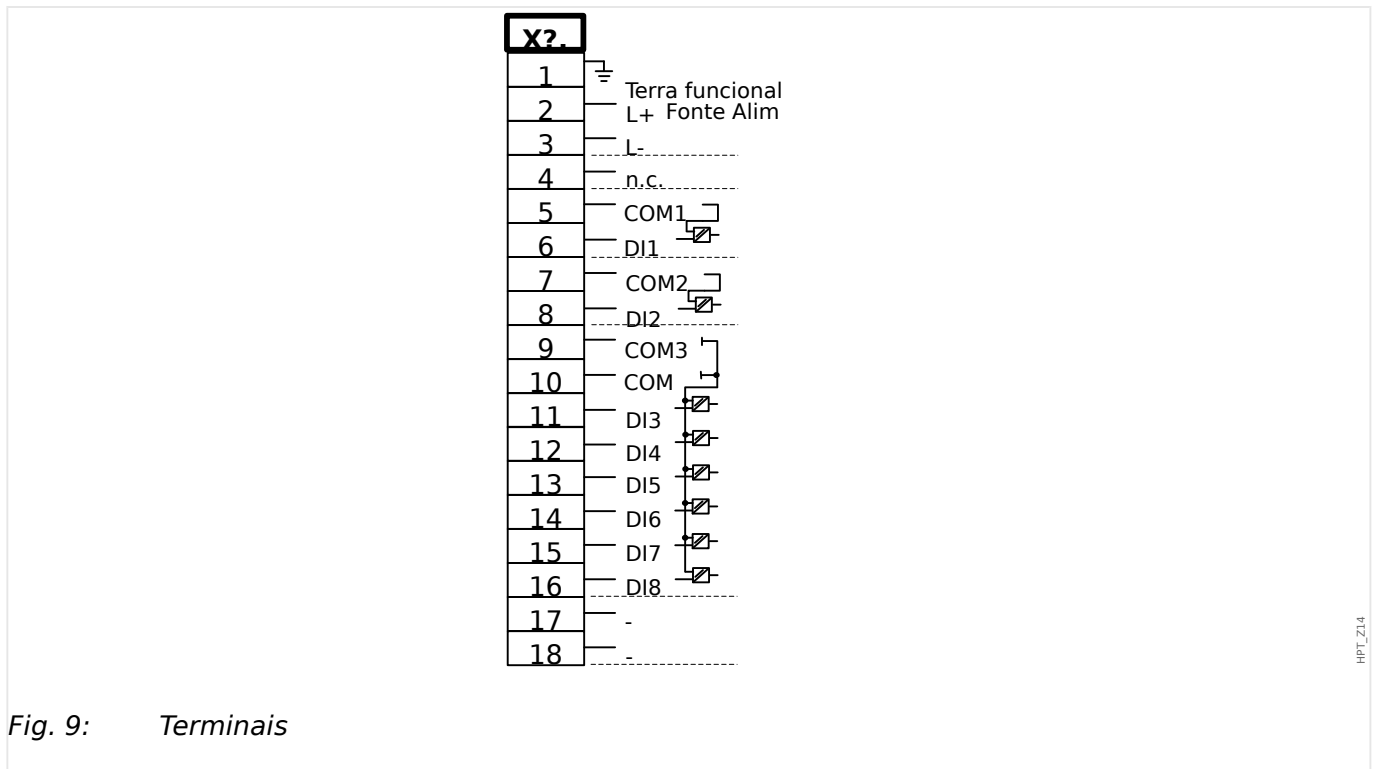 X?.
1
Terra funcional
2 L+ Fonte Alim
3 L-
4 n.c.
5 COM1
6 DI1
7 COM2
8 DI2
9 COM3
10 COM
11 DI3
12 DI4
13 DI5
14 DI6
15 DI7
16 DI8
17 -
18 -
HPT_Z14
Fig. 9: Terminais